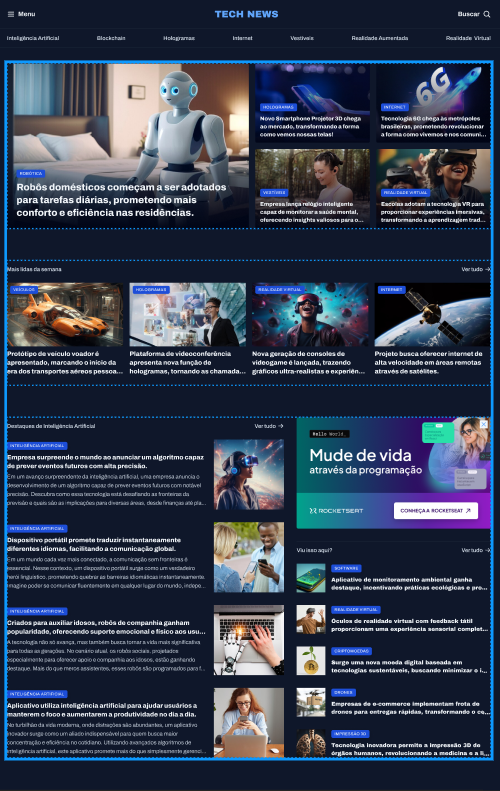 Menu
TECH NEWS
Buscar
Inteligência Artificial
Blockchain
Hologramas
Internet
Vestíveis
Realidade Aumentada
Realidade Virtual
ROBÓTICA
Robôs domésticos começam a ser adotados
para tarefas diárias, prometendo mais
conforto e eficiência nas residências.
HOLOGRAMAS
Novo Smartphone Projetor 3D chega
ao mercado, transformando a forma
como vemos nossas telas!
6G
INTERNET
Tecnologia 6G chega às metrópoles
brasileiras, prometendo revolucionar
a forma como vivemos e nos comuni...
VESTÍVEIS
Empresa lança relógio inteligente
capaz de monitorar a saúde mental,
oferecendo insights valiosos para o...
REALIDADE VIRTUAL
Escolas adotam a tecnologia VR para
proporcionar experiências imersivas,
transformando a aprendizagem trad...
Mais lidas da semana
Ver tudo
VEÍCULOS
Protótipo de veículo voador é
apresentado, marcando o início da
era dos transportes aéreos pessoa...
HOLOGRAMAS
Plataforma de videoconferência
apresenta nova função de
hologramas, tornando as chamada...
REALIDADE VIRTUAL
Nova geração de consoles de
videogame é lançada, trazendo
gráficos ultra-realistas e experiên...
INTERNET
Projeto busca oferecer internet de
alta velocidade em áreas remotas
através de satélites.
Destaques de Inteligência Artificial
Ver tudo
INTELIGÊNCIA ARTIFICIAL
Empresa surpreende o mundo ao anunciar um algoritmo capaz
de prever eventos futuros com alta precisão.
Em um avanço surpreendente da inteligência artificial, uma empresa anuncia o
desenvolvimento de um algoritmo capaz de prever eventos futuros com notável
precisão. Descubra como essa tecnologia está desafiando as fronteiras da
previsão e quais são as implicações para diversas áreas, desde finanças até pla...
INTELIGÊNCIA ARTIFICIAL
Dispositivo portátil promete traduzir instantaneamente
diferentes idiomas, facilitando a comunicação global.
Em um mundo cada vez mais conectado, a comunicação sem fronteiras é
essencial. Nesse contexto, um dispositivo portátil surge como um verdadeiro
herói linguístico, prometendo quebrar as barreiras idiomáticas instantaneamente.
Imagine poder se comunicar fluentemente em qualquer lugar do mundo, indepe...
INTELIGÊNCIA ARTIFICIAL
Criados para auxiliar idosos, robôs de companhia ganham
popularidade, oferecendo suporte emocional e físico aos usu...
A tecnologia não só avança, mas também busca tornar a vida mais significativa
para todas as gerações. No cenário atual, os robôs sociais, projetados
especialmente para oferecer apoio e companhia aos idosos, estão ganhando
destaque. Mais do que meros assistentes, esses robôs são programados para f...
INTELIGÊNCIA ARTIFICIAL
Aplicativo utiliza inteligência artificial para ajudar usuários a
manterem o foco e aumentarem a produtividade no dia a dia.
No turbilhão da vida moderna, onde distrações são abundantes, um aplicativo
inovador surge como um aliado indispensável para quem busca maior
concentração e eficiência no cotidiano. Utilizando avançados algoritmos de
inteligência artificial, este aplicativo promete mais do que simplesmente gerenci...
Hello World.
Mude de vida
através da programação
ROCKETSEAT
CONHEÇA A ROCKETSEAT
Viu isso aqui?
Ver tudo
SOFTWARE
Aplicativo de monitoramento ambiental ganha
destaque, incentivando práticas ecológicas e pro...
REALIDADE VIRTUAL
Óculos de realidade virtual com feedback tátil
proporcionam uma experiência sensorial complet...
CRIPTOMOEDAS
Surge uma nova moeda digital baseada em
tecnologias sustentáveis, buscando minimizar o i...
DRONES
Empresas de e-commerce implementam frota de
drones para entregas rápidas, transformando o ce...
IMPRESSÃO 3D
Tecnologia inovadora permite a impressão 3D de
órgãos humanos, revolucionando a medicina e a li...